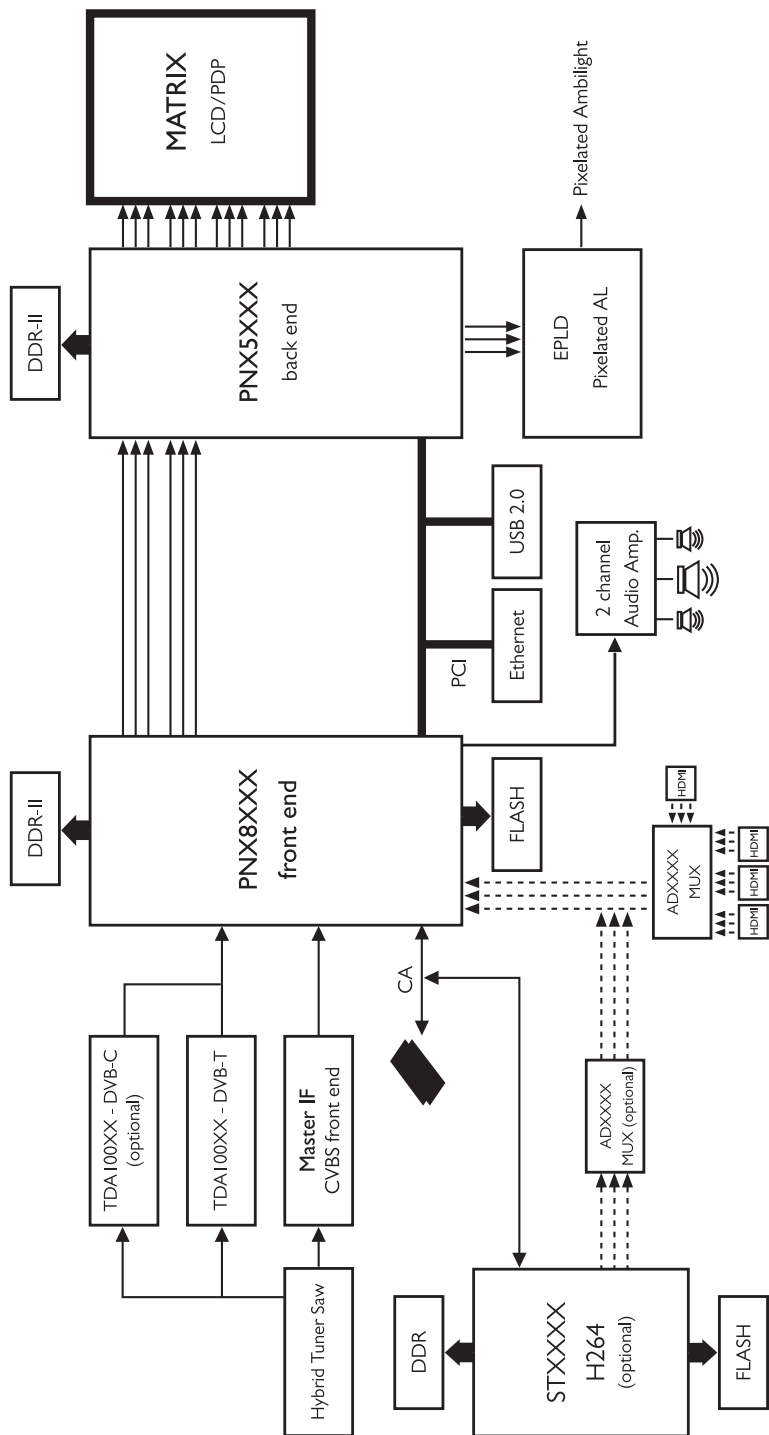 Hybrid Tuner Saw
TDA100XX - DVB-C
(optional)
TDA100XX - DVB-T
Master IF
CVBS front end
DDR-II
PNX8XXX
front end
FLASH
CA
DDR-II
PNX5XXX
back end
MATRIX
LCD/PDP
PCI
Ethernet
USB 2.0
EPLD
Pixelated AL
Pixelated Ambilight
2 channel
Audio Amp.
DDR
STXXXX
H264
(optional)
FLASH
ADXXXX
MUX (optional)
ADXXXX
MUX
HDMI
HDMI
HDMI
HDMI